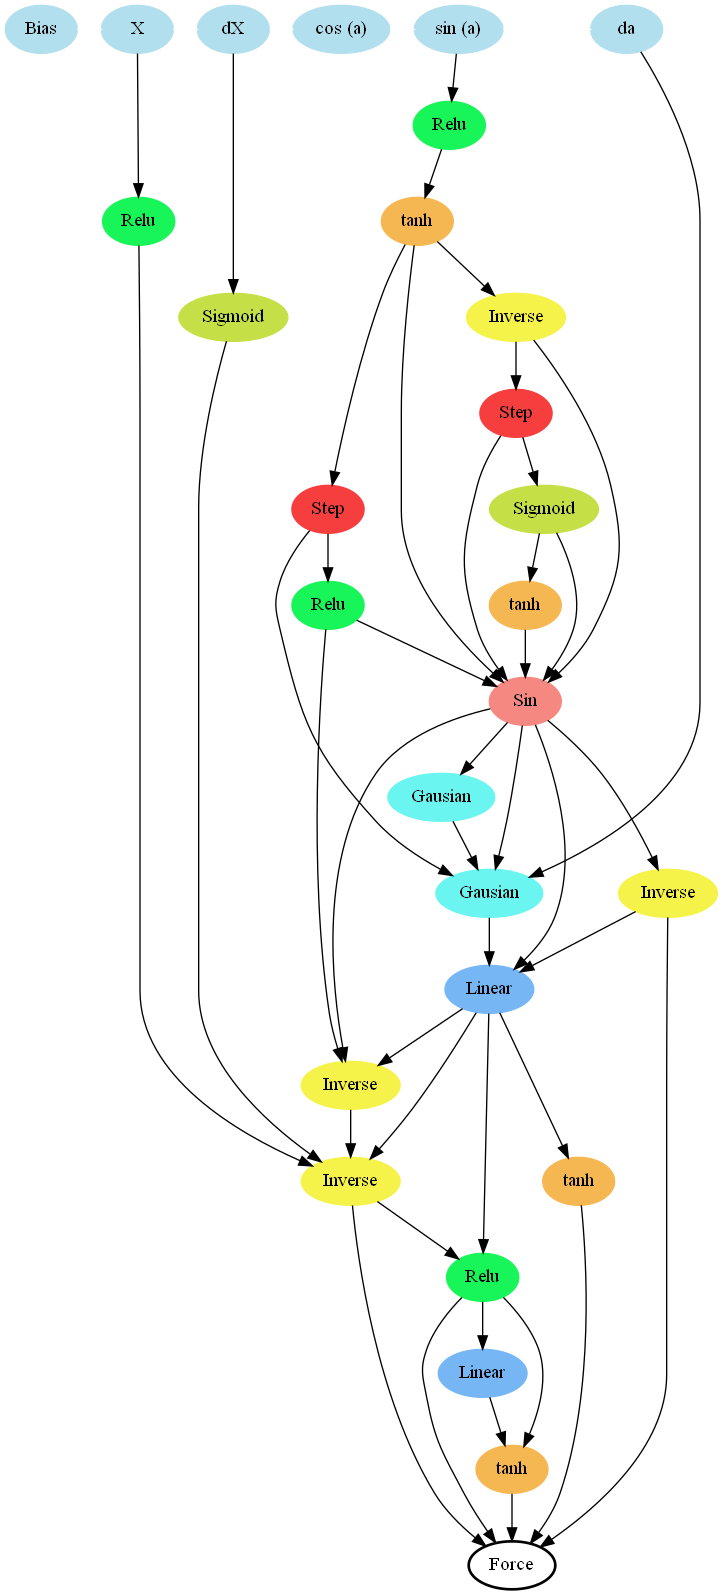 Bias
X
dX
cos (a)
sin (a)
da
Relu
Relu
tanh
Sigmoid
Inverse
Step
Step
Sigmoid
Relu
tanh
Sin
Gausian
Gausian
Inverse
Linear
Inverse
Inverse
tanh
Relu
Linear
tanh
Force